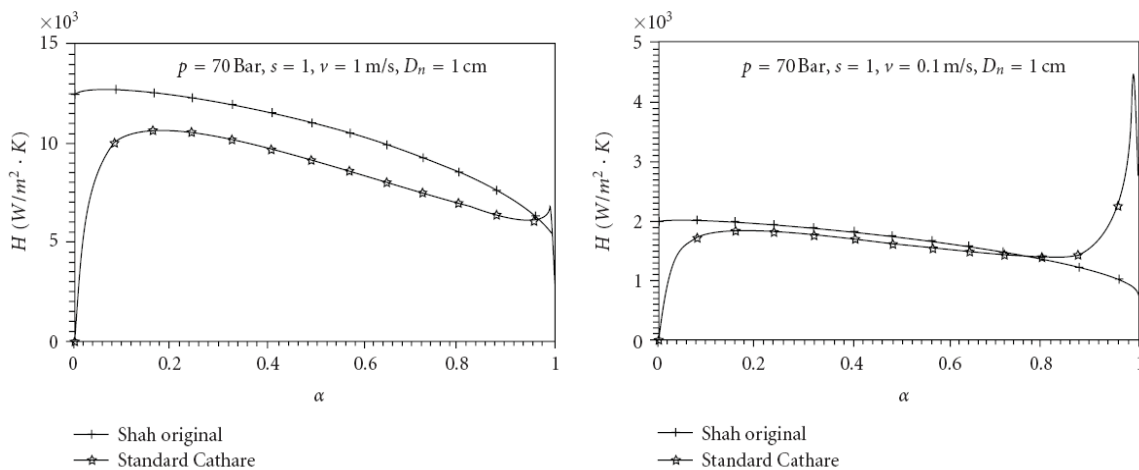 ×10³
15
10
5
0
p = 70 Bar, s = 1, v = 1 m/s, Dn = 1 cm
H (W/m² · K)
0 0.2 0.4 0.6 0.8 1
α
Shah original
Standard Cathare
×10³
5
4
3
2
1
0
p = 70 Bar, s = 1, v = 0.1 m/s, Dn = 1 cm
H (W/m² · K)
0 0.4 0.4 0.6 0.8 1
α
Shah original
Standard Cathare